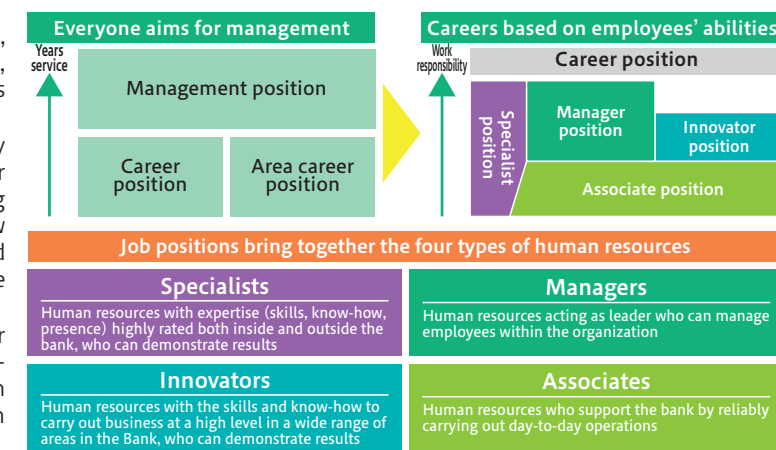 Everyone aims for management
Years
service
Management position
Career
position
Area career
position
Careers based on employees' abilities
Work
responsibility
Career position
Specialist
position
Manager
position
Innovator
position
Associate position
Job positions bring together the four types of human resources
Specialists
Human resources with expertise (skills, know-how,
presence) highly rated both inside and outside the
bank, who can demonstrate results
Managers
Human resources acting as leader who can manage
employees within the organization
Innovators
Human resources with the skills and know-how to
carry out business at a high level in a wide range of
areas in the Bank, who can demonstrate results
Associates
Human resources who support the bank by reliably
carrying out day-to-day operations